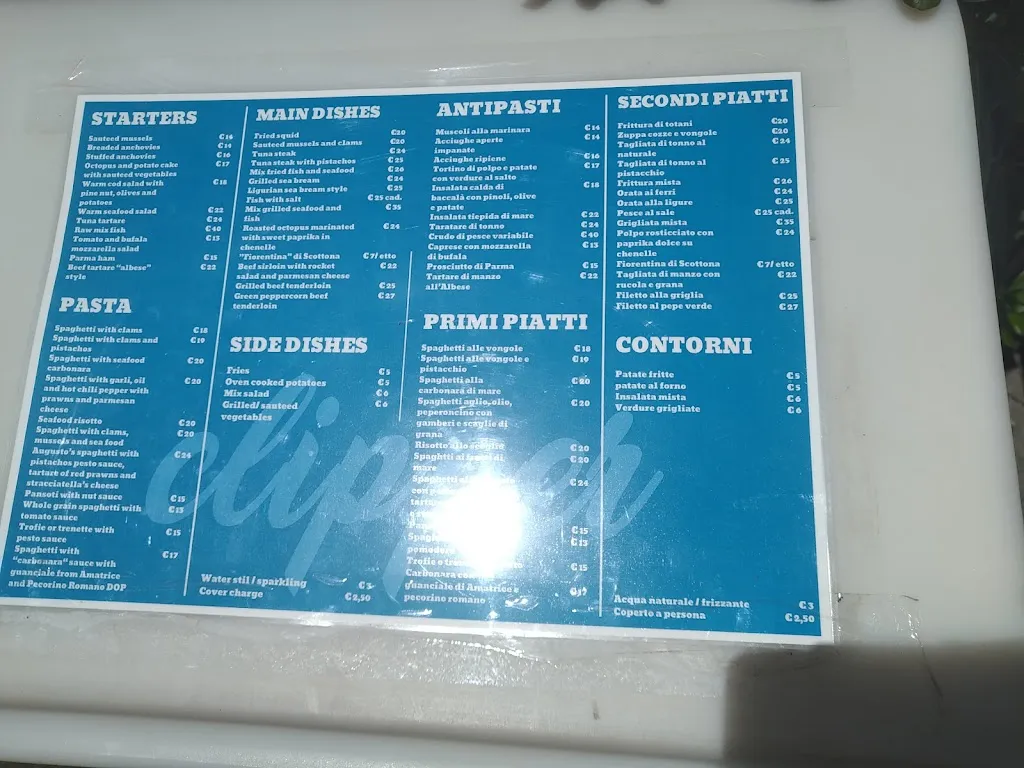 STARTERS
Sauteed mussels €14
Breaded anchovies €14
Stuffed anchovies €16
Octopus and potato cake €17
with sauteed vegetables
Warm cod salad with €18
pine nut, olives and
potatoes
Warm seafood salad €22
Tuna tartare €24
Raw mix fish €40
Tomato and bufala €13
mozzarella salad
Parma ham €15
Beef tartare "albese" €22
style
PASTA
Spaghetti with clams €18
Spaghetti with clams and €19
pistachos
Spaghetti with seafood €20
carbonara
Spaghetti with garli, oil €20
and hot chili pepper with
prawns and parmesan
cheese
Seafood risotto €20
Spaghetti with clams, €20
mussels and sea food
Augusto's spaghetti with €24
pistachos pesto sauce,
tartare of red prawns and
stracciatella's cheese
Pansoti with nut sauce €15
Whole grain spaghetti with €13
tomato sauce
Trofie or trenette with €15
pesto sauce
Spaghetti with €17
"carbonara" sauce with
guanciale from Amatrice
and Pecorino Romano DOP
MAIN DISHES
Fried squid €20
Sauteed mussels and clams €20
Tuna steak €24
Tuna steak with pistachos €25
Mix fried fish and seafood €26
Grilled sea bream €24
Ligurian sea bream style €25
Fish with salt €25 cad.
Mix grilled seafood and €35
fish
Roasted octopus marinated €24
with sweet paprika in
chenelle
"Fiorentina" di Scottona €7/etto
Beef sirloin with rocket €22
salad and parmesan cheese
Grilled beef tenderloin €25
Green peppercorn beef €27
tenderloin
SIDE DISHES
Fries €5
Oven cooked potatoes €5
Mix salad €6
Grilled/ sauteed €6
vegetables
Water stil / sparkling €3
Cover charge €2,50
ANTIPASTI
Muscoli alla marinara €14
Acciughe aperte €14
impanate
Acciughe ripiene €16
Tortino di polpo e patate €17
con verdure al salto
Insalata calda di €18
baccalà con pinoli, olive
e patate
Insalata tiepida di mare €22
Taratare di tonno €24
Crudo di pesce variabile €40
Caprese con mozzarella €13
di bufala
Prosciutto di Parma €15
Tartare di manzo €22
all'Albese
PRIMI PIATTI
Spaghetti alle vongole €18
Spaghetti alle vongole e €19
pistacchio
Spaghetti alla €20
carbonara di mare
Spaghetti aglio, olio, €20
peperoncino con
gamberi e scaglie di
grana
Risotto allo scoglio €20
Spaghtti ai frutti di €20
mare
Spaghetti €24
con
€15
€13
pomodoro
Trofie o €15
Carbonara con
guanciale di Amatrice e €17
pecorino romano
SECONDI PIATTI
Frittura di totani €20
Zuppa cozze e vongole €20
Tagliata di tonno al €24
naturale
Tagliata di tonno al €25
pistacchio
Frittura mista €26
Orata ai ferri €24
Orata alla ligure €25
Pesce al sale €25 cad.
Grigliata mista €35
Polpo rosticciato con €24
paprika dolce su
chenelle
Fiorentina di Scottona €7/etto
Tagliata di manzo con €22
rucola e grana
Filetto alla griglia €25
Filetto al pepe verde €27
CONTORNI
Patate fritte €5
patate al forno €5
Insalata mista €6
Verdure grigliate €6
Acqua naturale / frizzante €3
Coperto a persona €2,50
clipper